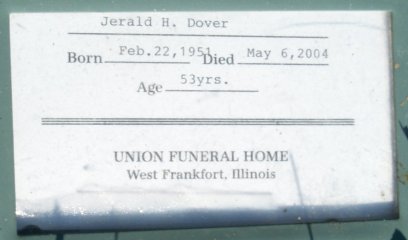 Jerald H. Dover
Born Feb.22,1951 Died May 6,2004
Age 53yrs.
UNION FUNERAL HOME
West Frankfort, Illinois